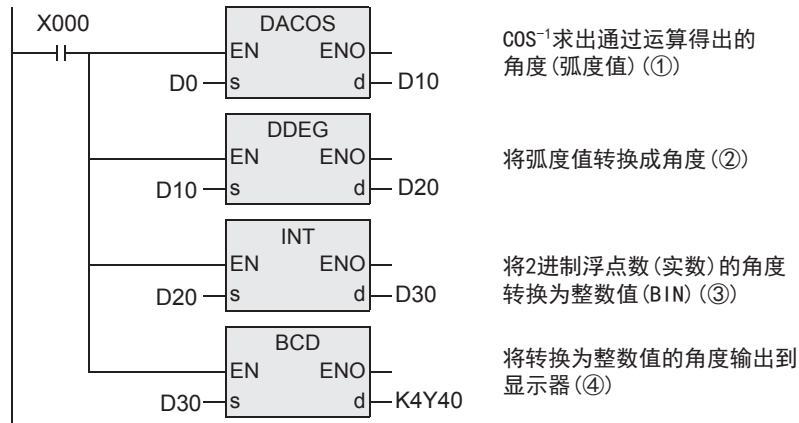 X000
DACOS
EN ENO
D0 s d D10
COS⁻¹求出通过运算得出的
角度(弧度值)(①)
DDEG
EN ENO
D10 s d D20
将弧度值转换成角度(②)
INT
EN ENO
D20 s d D30
将2进制浮点数(实数)的角度
转换为整数值(BIN)(③)
BCD
EN ENO
D30 s d K4Y40
将转换为整数值的角度输出到
显示器(④)